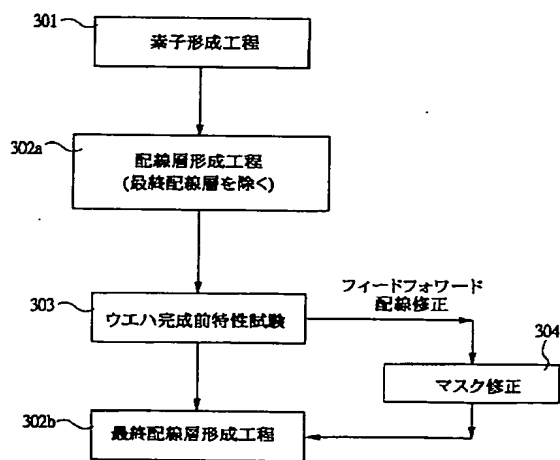 301
素子形成工程
302a
配線層形成工程
(最終配線層を除く)
303
ウエハ完成前特性試験
フィードフォワード
配線修正
304
マスク修正
302b
最終配線層形成工程